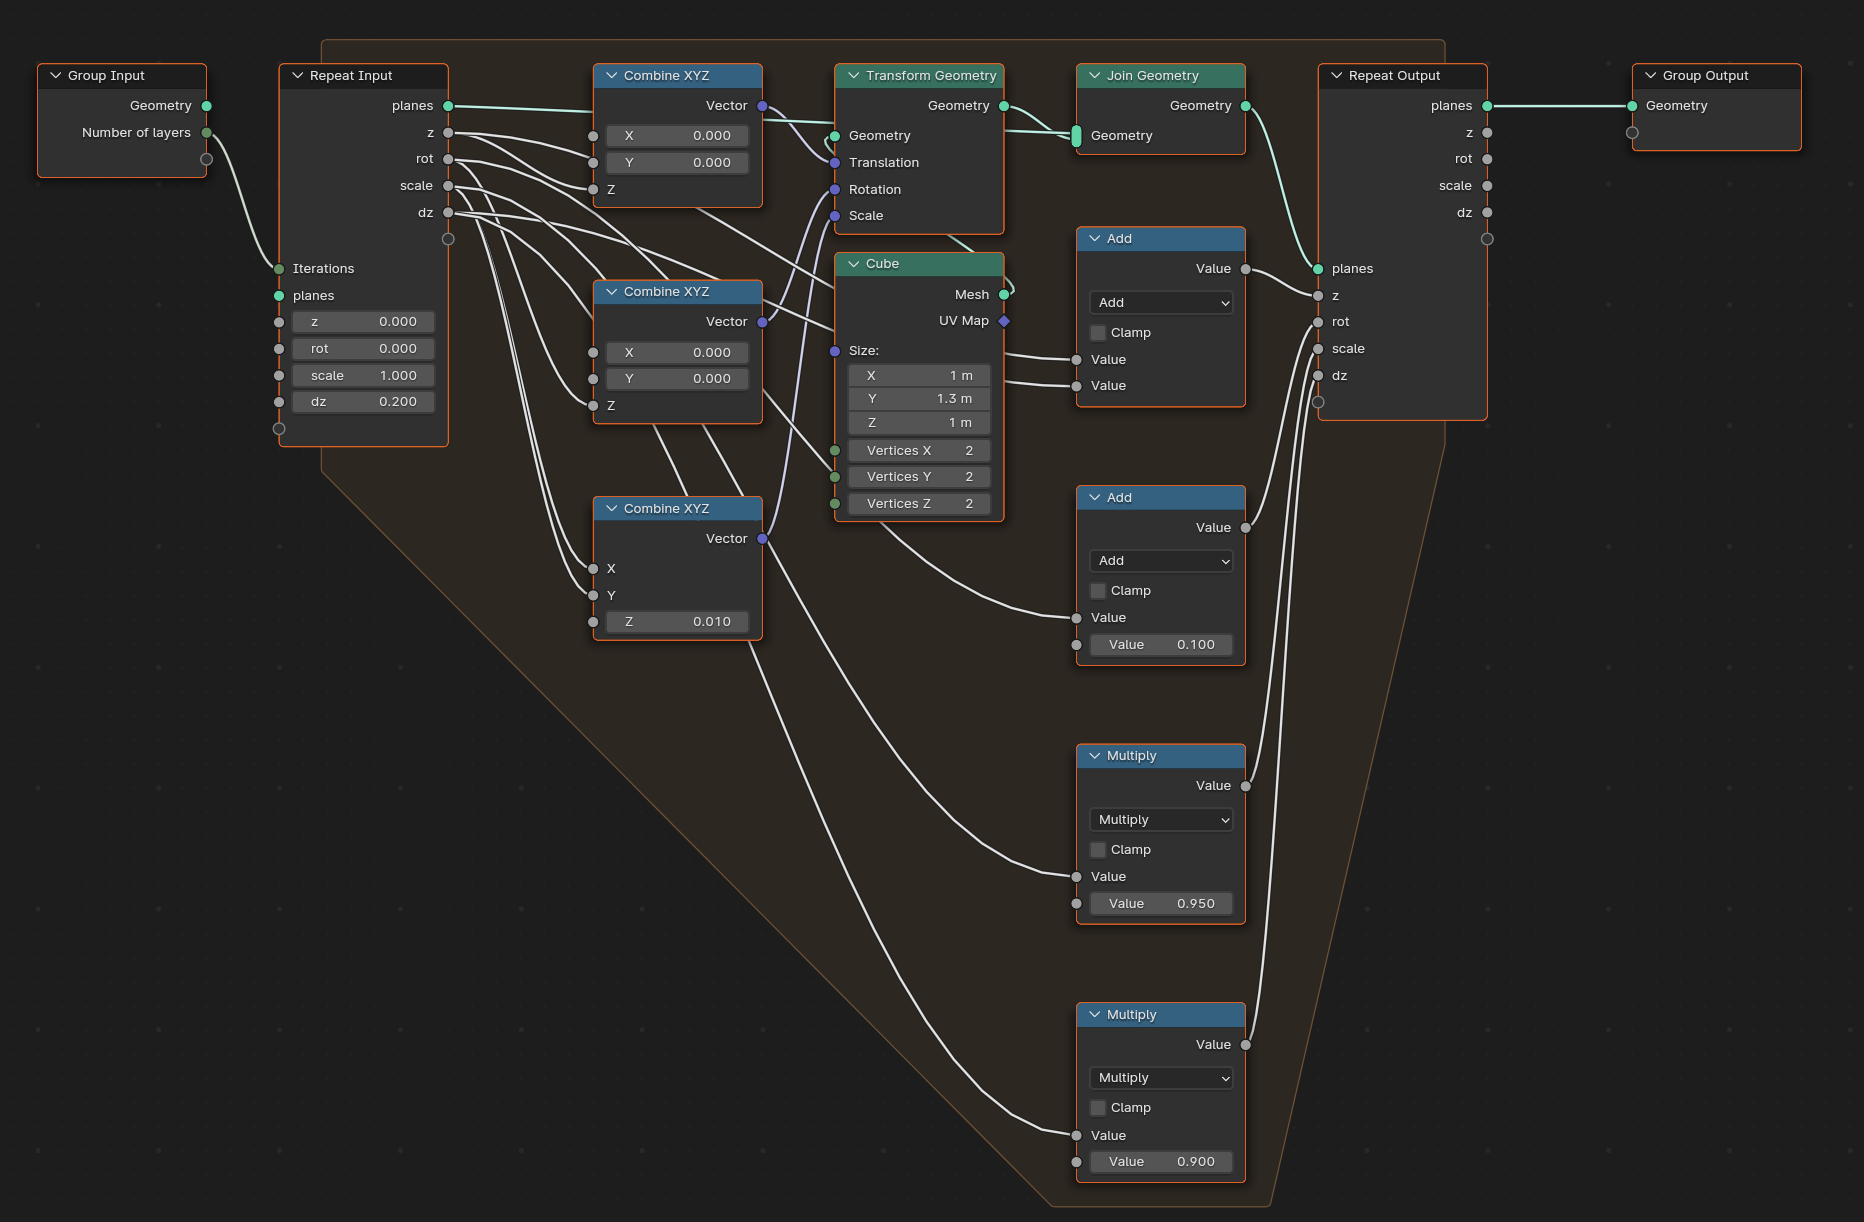 Group Input
Geometry
Number of layers
Repeat Input
planes
z
rot
scale
dz
Iterations
planes
z 0.000
rot 0.000
scale 1.000
dz 0.200
Combine XYZ
Vector
X 0.000
Y 0.000
Z
Combine XYZ
Vector
X 0.000
Y 0.000
Z
Combine XYZ
Vector
X
Y
Z 0.010
Transform Geometry
Geometry
Geometry
Translation
Rotation
Scale
Cube
Mesh
UV Map
Size:
X 1 m
Y 1.3 m
Z 1 m
Vertices X 2
Vertices Y 2
Vertices Z 2
Join Geometry
Geometry
Geometry
Add
Value
Add
Clamp
Value
Value
Add
Value
Add
Clamp
Value
Value 0.100
Multiply
Value
Multiply
Clamp
Value
Value 0.950
Multiply
Value
Multiply
Clamp
Value
Value 0.900
Repeat Output
planes
z
rot
scale
dz
planes
z
rot
scale
dz
Group Output
Geometry